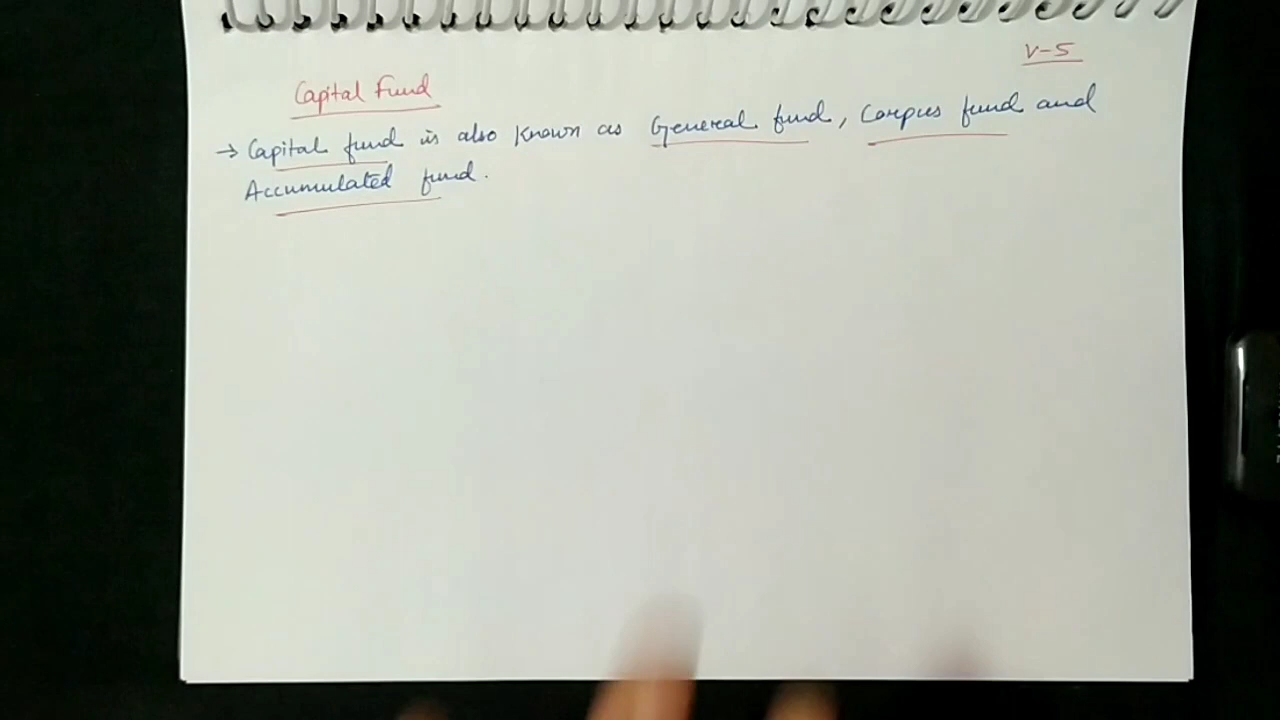 V-5
Capital Fund
→ Capital fund is also known as General fund, Corpus fund and
Accumulated fund.